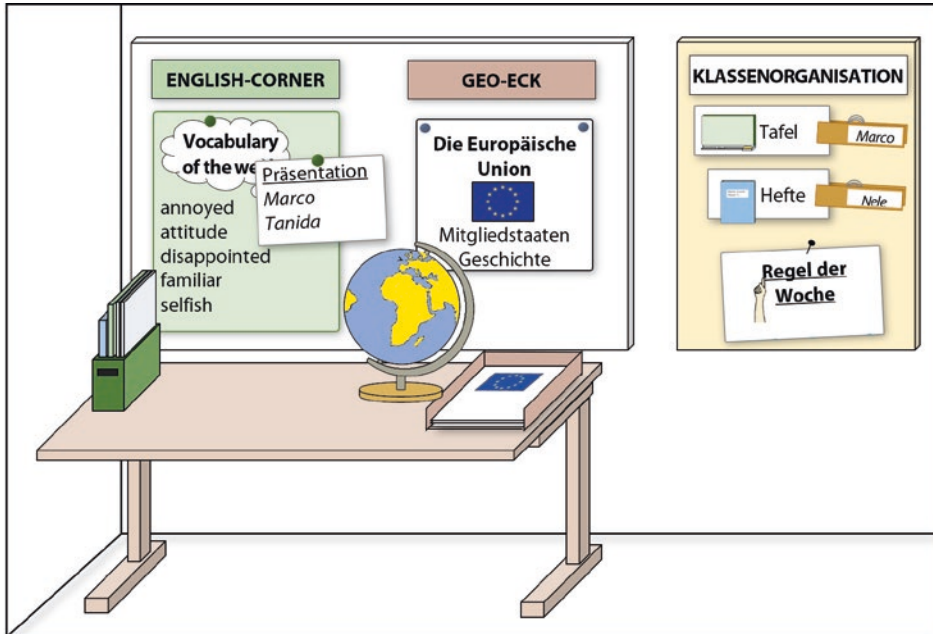 ENGLISH-CORNER
Vocabulary
of the
annoyed
attitude
disappointed
familiar
selfish
Präsentation
Marco
Tanida
GEO-ECK
Die Europäische
Union
Mitgliedstaaten
Geschichte
KLASSENORGANISATION
Tafel
Marco
Hefte
Nele
Regel der
Woche